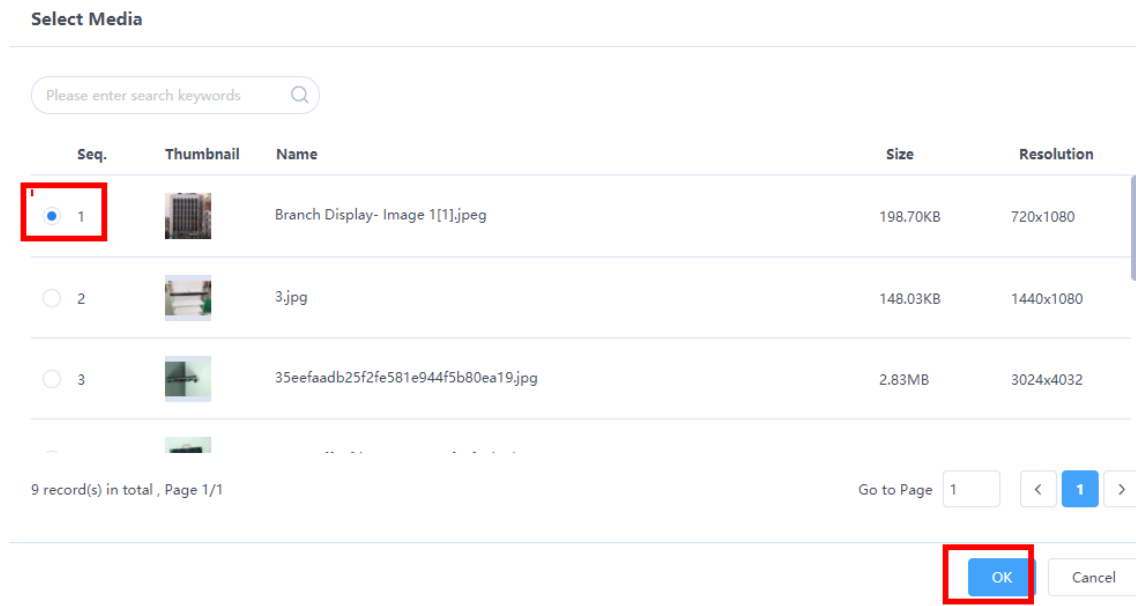 Select Media
Please enter search keywords
Seq. Thumbnail Name Size Resolution
1 Branch Display- Image 1[1].jpeg 198.70KB 720x1080
2 3.jpg 148.03KB 1440x1080
3 35eefaadb25f2fe581e944f5b80ea19.jpg 2.83MB 3024x4032
9 record(s) in total , Page 1/1 Go to Page 1 < 1 >
OK Cancel